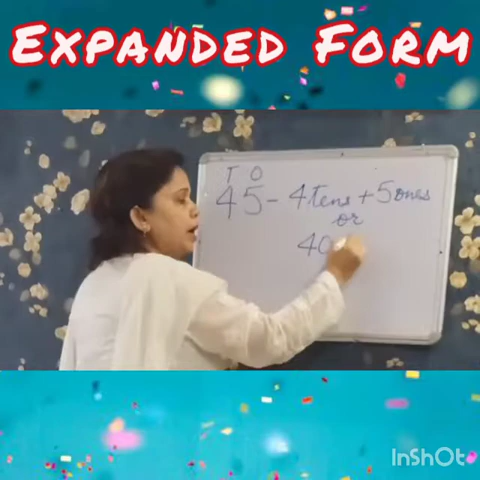 EXPANDED FORM
T O
45 - 4 Tens + 5 ones
or
40
InShOt